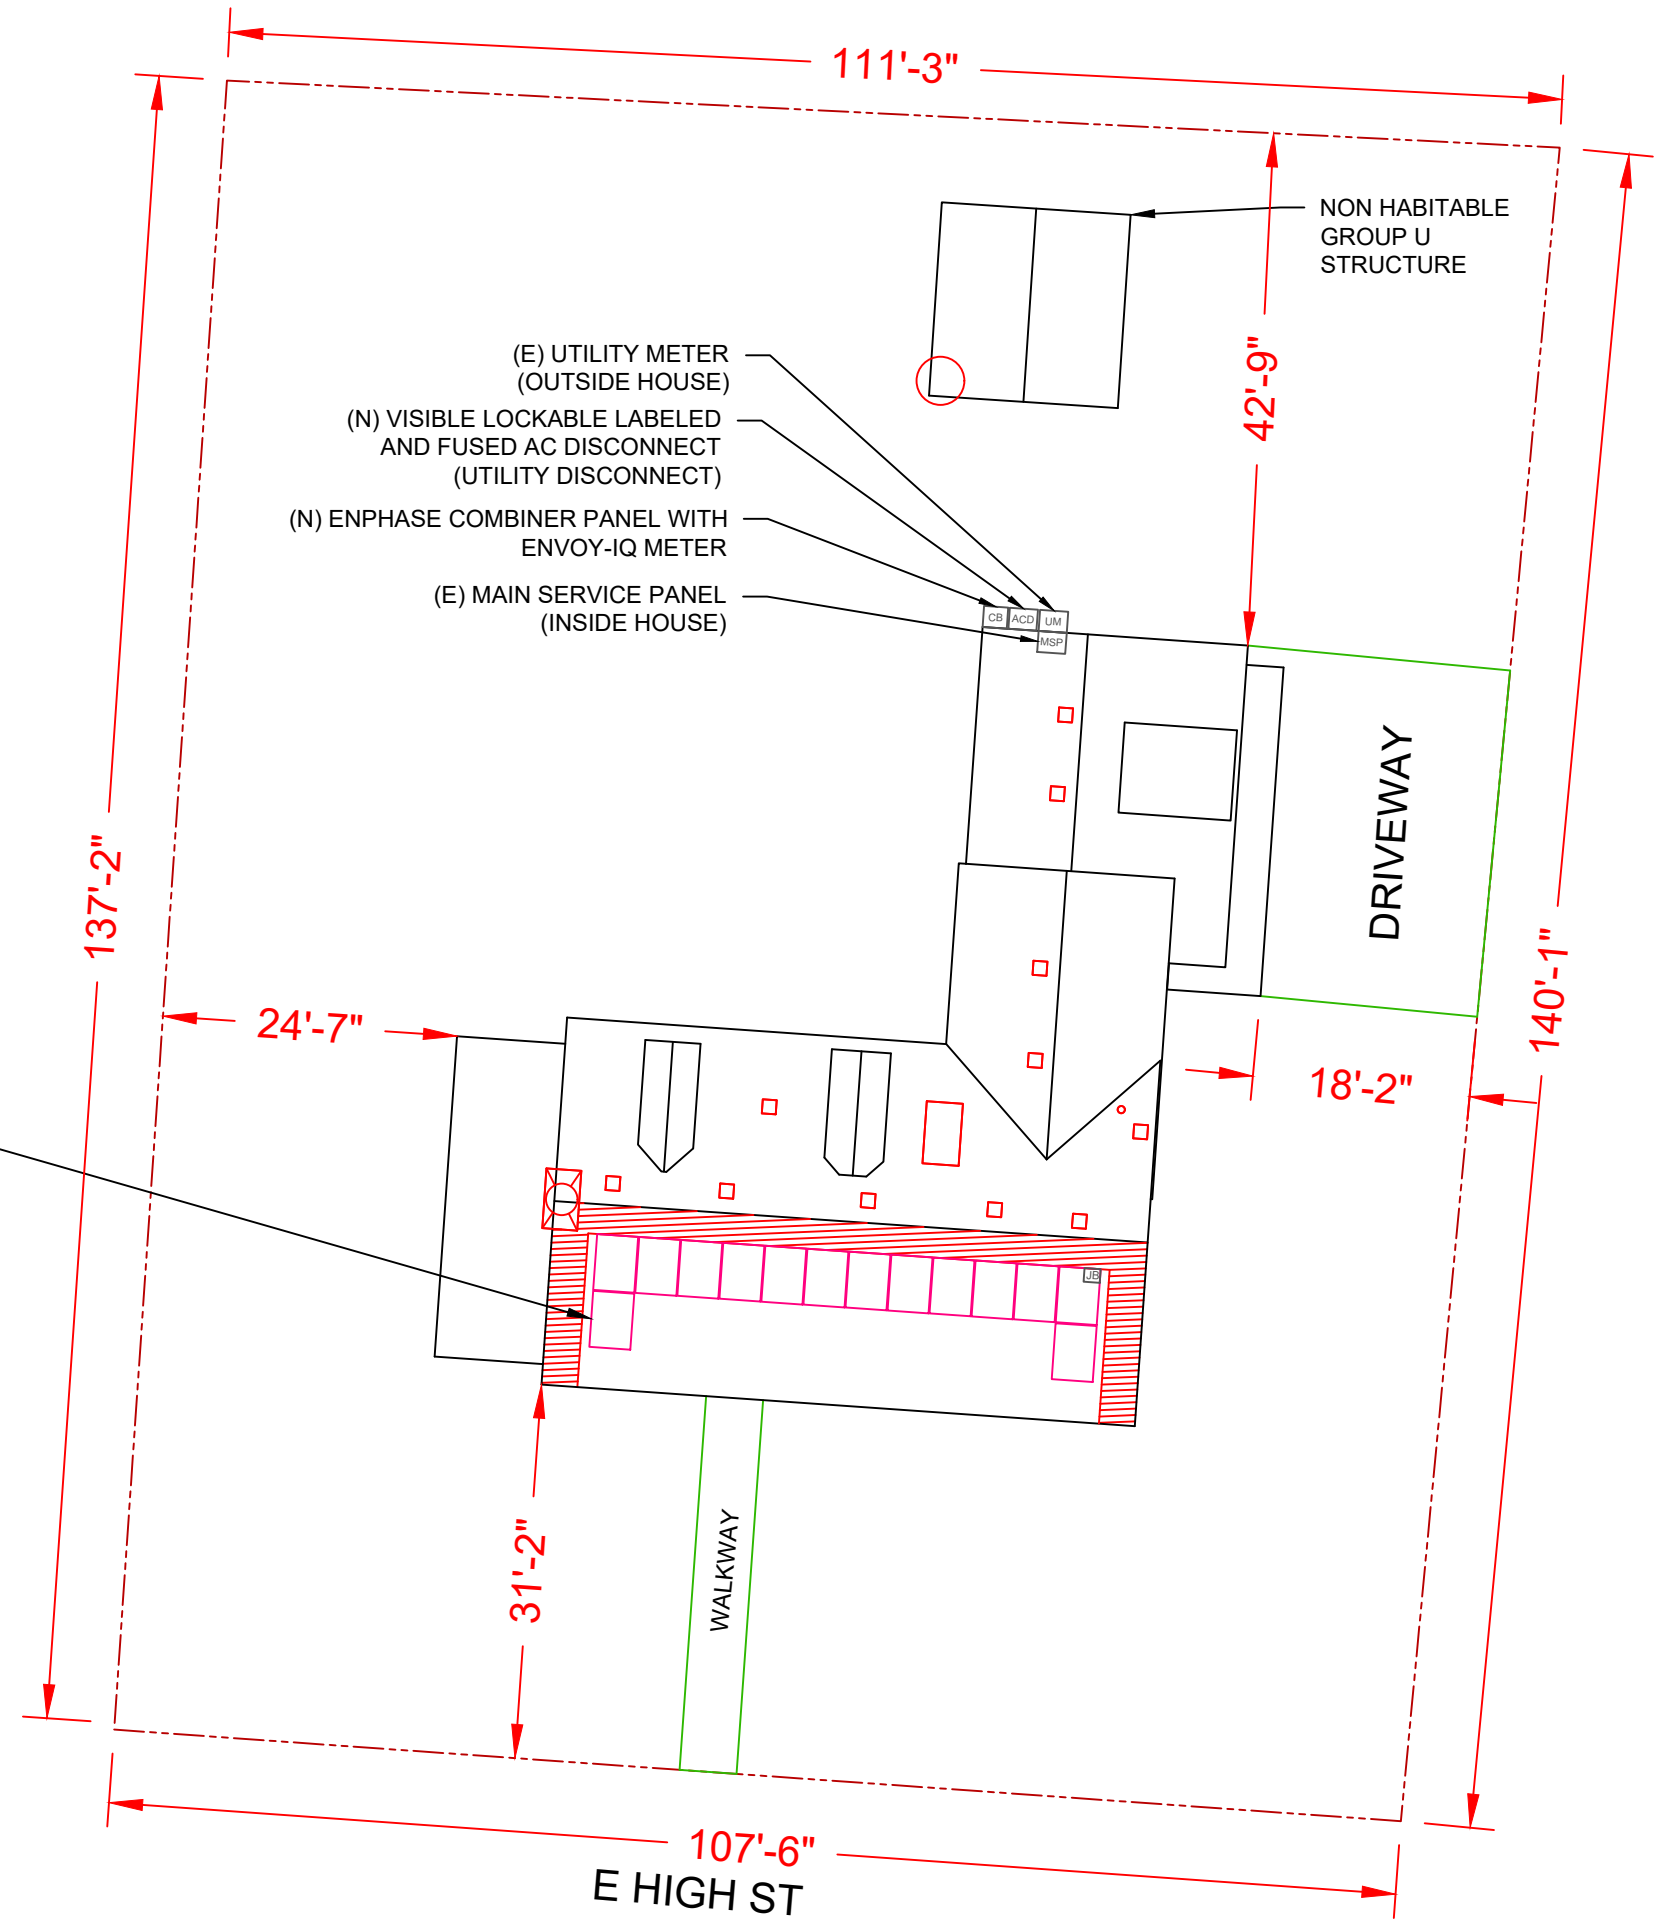 111'-3"
NON HABITABLE
GROUP U
STRUCTURE
(E) UTILITY METER
(OUTSIDE HOUSE)
42'-9"
(N) VISIBLE LOCKABLE LABELED
AND FUSED AC DISCONNECT
(UTILITY DISCONNECT)
(N) ENPHASE COMBINER PANEL WITH
ENVOY-IQ METER
(E) MAIN SERVICE PANEL
(INSIDE HOUSE)
CB
ACD
UM
MSP
DRIVEWAY
137'-2"
140'-1"
24'-7"
18'-2"
JB
31'-2"
WALKWAY
107'-6"
E HIGH ST